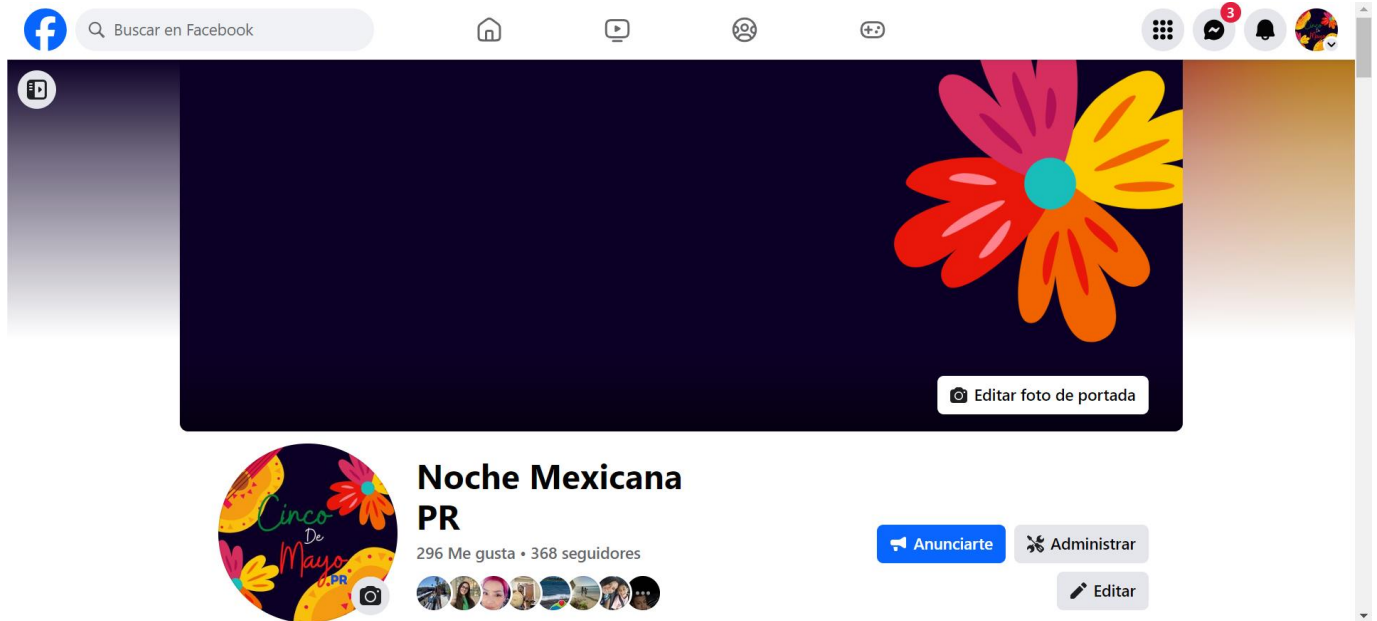 Buscar en Facebook
3
Editar foto de portada
Cinco
De
Mayo
.PR
Noche Mexicana
PR
296 Me gusta • 368 seguidores
Anunciarte
Administrar
Editar